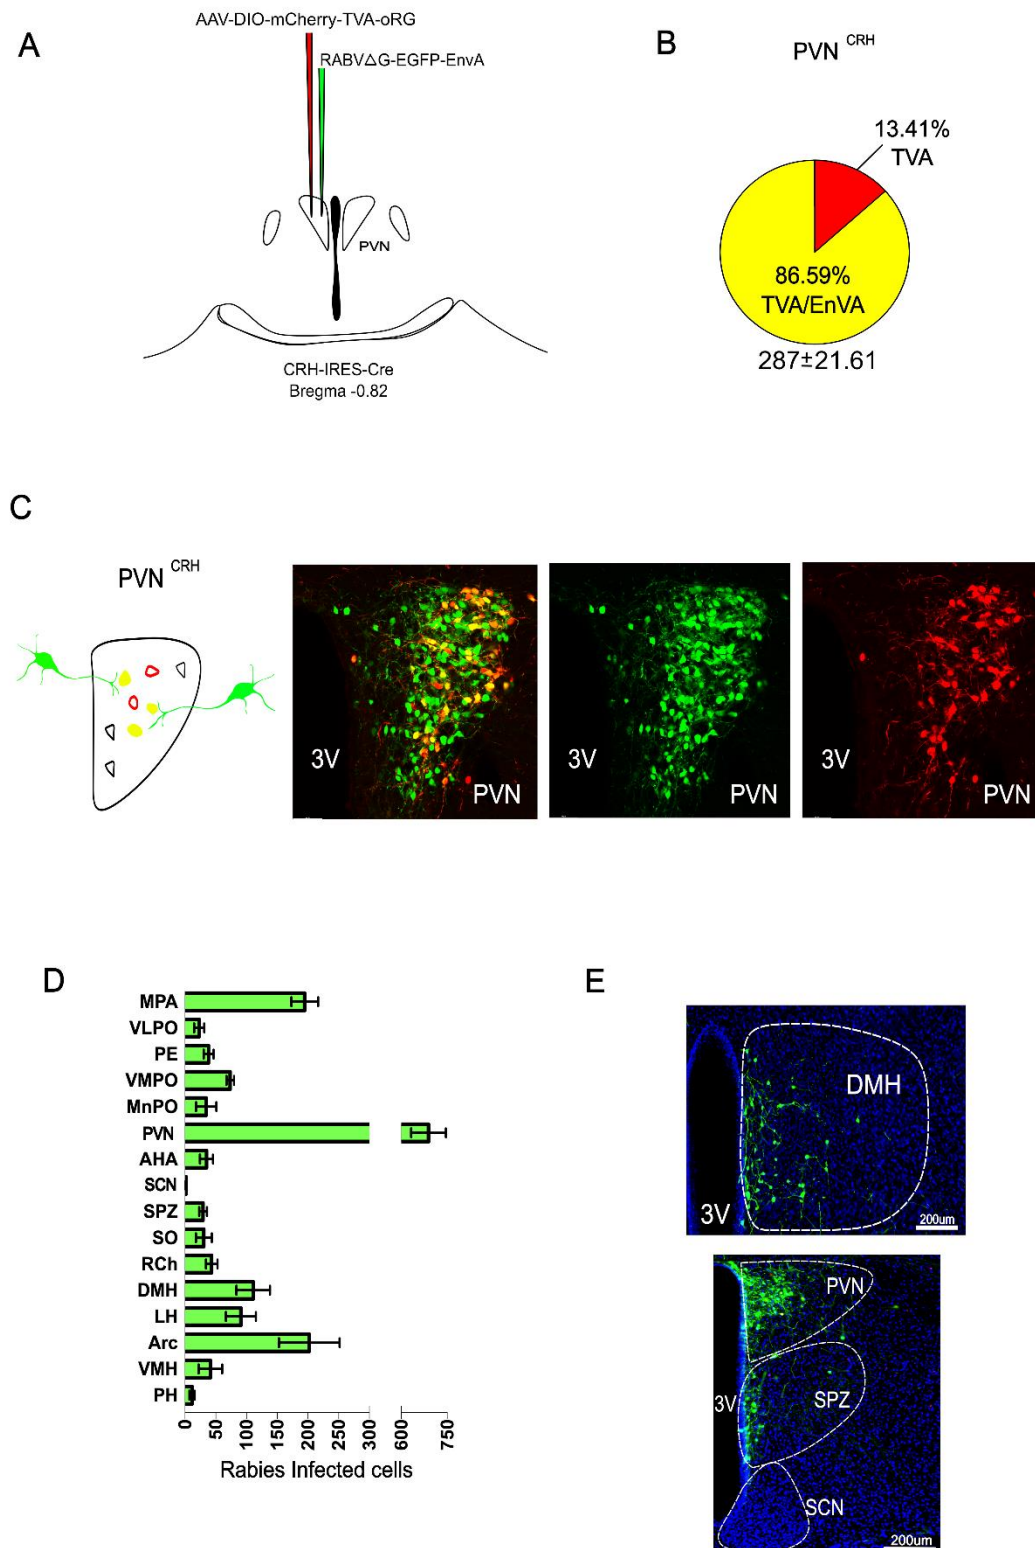 A
AAV-DIO-mCherry-TVA-oRG
RABV△G-EGFP-EnvA
PVN
CRH-IRES-Cre
Bregma -0.82
B
PVN CRH
13.41%
TVA
86.59%
TVA/EnVA
287±21.61
C
PVN CRH
3V
PVN
3V
PVN
3V
PVN
D
MPA
VLPO
PE
VMPO
MnPO
PVN
AHA
SCN
SPZ
SO
RCh
DMH
LH
Arc
VMH
PH
0 50 100 150 200 250 300 600 750
Rabies Infected cells
E
DMH
3V
200um
PVN
3V
SPZ
SCN
200um